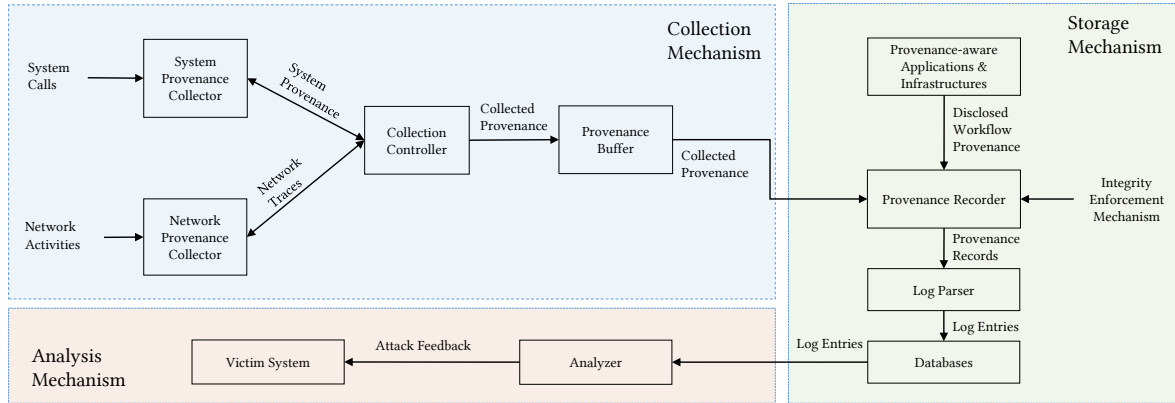 Collection
Mechanism
System
Calls
System
Provenance
Collector
System
Provenance
Network
Traces
Network
Activities
Network
Provenance
Collector
Collection
Controller
Collected
Provenance
Provenance
Buffer
Collected
Provenance
Storage
Mechanism
Provenance-aware
Applications &
Infrastructures
Disclosed
Workflow
Provenance
Provenance Recorder
Integrity
Enforcement
Mechanism
Provenance
Records
Log Parser
Log Entries
Databases
Log Entries
Analysis
Mechanism
Analyzer
Attack Feedback
Victim System